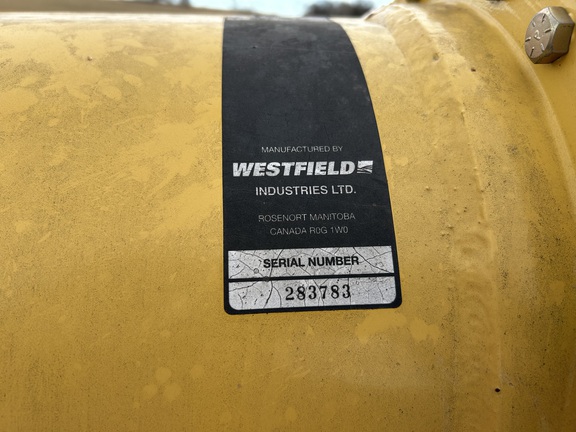 MANUFACTURED BY
WESTFIELD
INDUSTRIES LTD.
ROSENORT MANITOBA
CANADA R0G 1W0
SERIAL NUMBER
283783